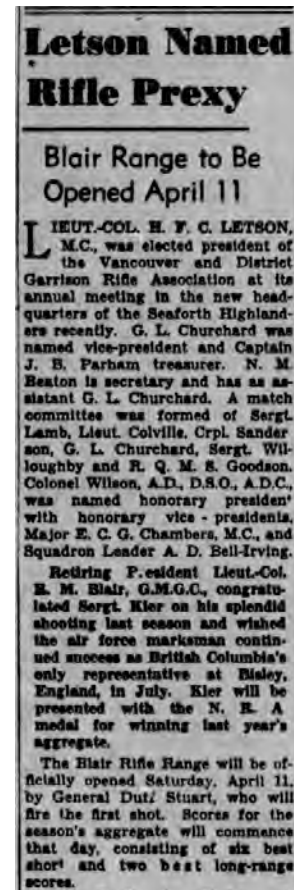 Letson Named
Rifle Prexy
Blair Range to Be
Opened April 11
LIEUT.-COL. H. F. C. LETSON,
M.C., was elected president of
the Vancouver and District
Garrison Rifle Association at its
annual meeting in the new head-
quarters of the Seaforth Highland-
ers recently. G. L. Churchard was
named vice-president and Captain
J. B. Parham treasurer. N. M.
Beaton is secretary and has as as-
sistant G. L. Churchard. A match
committee was formed of Sergt.
Lamb, Lieut. Colville, Crpl. Sander
son, G. L. Churchard, Sergt. Wil-
loughby and R. Q. M. S. Goodson.
Colonel Wilson, A.D., D.S.O., A.D.C.,
was named honorary presiden'
with honorary vice - presidents,
Major E. C. G. Chambers, M.C., and
Squadron Leader A. D. Bell-Irving.
Retiring P.esident Lieut.-Col.
R. M. Blair, G.M.G.C., congratu-
lated Sergt. Kier on his splendid
shooting last season and wished
the air force marksman contin-
ued success as British Columbia's
only representative at Bisley,
England, in July. Kier will be
presented with the N. R. A
medal for winning last year's
aggregate.
The Blair Rifle Range will be of-
ficially opened Saturday, April 11,
by General Duff Stuart, who will
fire the first shot. Scores for the
season's aggregate will commence
that day, consisting of six best
short and two best long-range
scores.